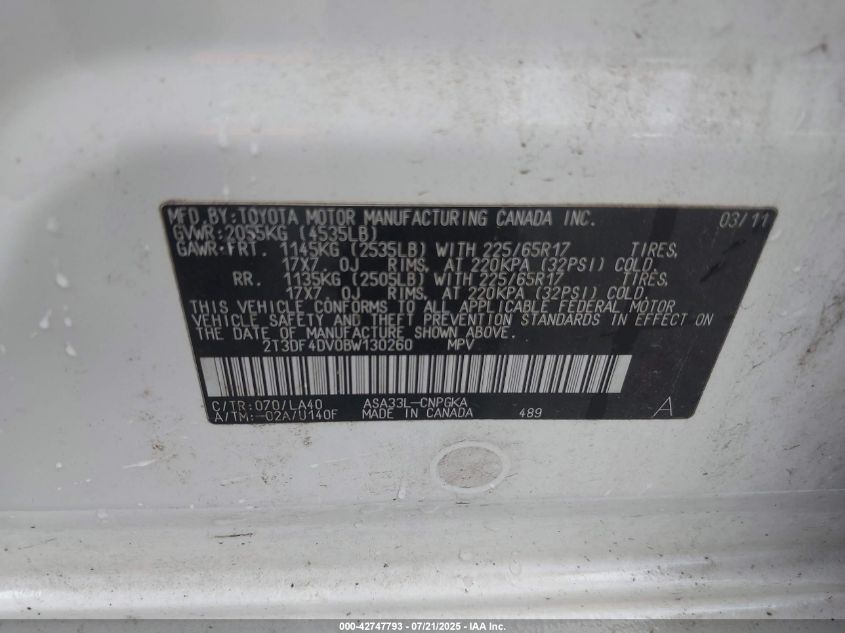 MFD. BY: TOYOTA MOTOR MANUFACTURING CANADA INC. 03/11
GVWR: 2055KG (4535LB)
GAWR: FRT. 1145KG (2535LB) WITH 225/65R17 TIRES,
17X7.0J RIMS, AT 220KPA (32PSI) COLD,
RR. 1135KG (2505LB) WITH 225/65R17 TIRES,
17X7.0J RIMS, AT 220KPA (32PSI) COLD,
THIS VEHICLE CONFORMS TO ALL APPLICABLE FEDERAL MOTOR
VEHICLE SAFETY AND THEFT PREVENTION STANDARDS IN EFFECT ON
THE DATE OF MANUFACTURE SHOWN ABOVE.
2T3DF4DV0BW130260 MPV
C/TR: 070/LA40 ASA33L-CNPGKA
A/TM: -02A/U140F MADE IN CANADA 489 A
000-42747793 - 07/21/2025 - IAA Inc.